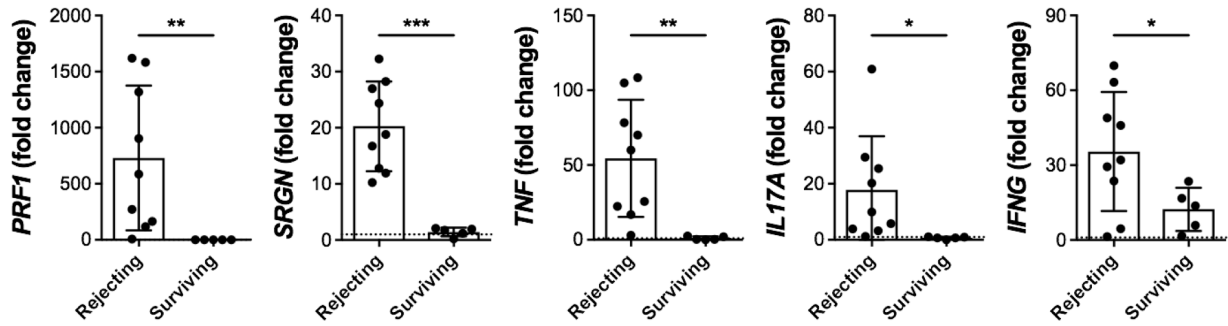 PRF1 (fold change)
2000
1500
1000
500
0
**
Rejecting
Surviving
SRGN (fold change)
40
30
20
10
0
***
Rejecting
Surviving
TNF (fold change)
150
100
50
0
**
Rejecting
Surviving
IL17A (fold change)
80
60
40
20
0
*
Rejecting
Surviving
IFNG (fold change)
90
60
30
0
*
Rejecting
Surviving